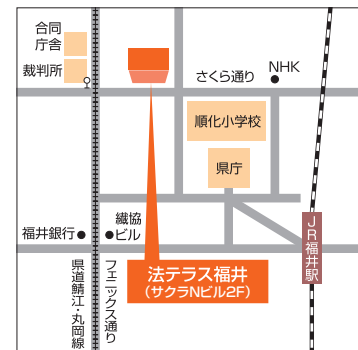 合同
庁舎
裁判所
さくら通り
NHK
順化小学校
県庁
繊協
ビル
福井銀行
JR福井駅
法テラス福井
(サクラNビル2F)
県道鯖江・丸岡線
フェニックス通り